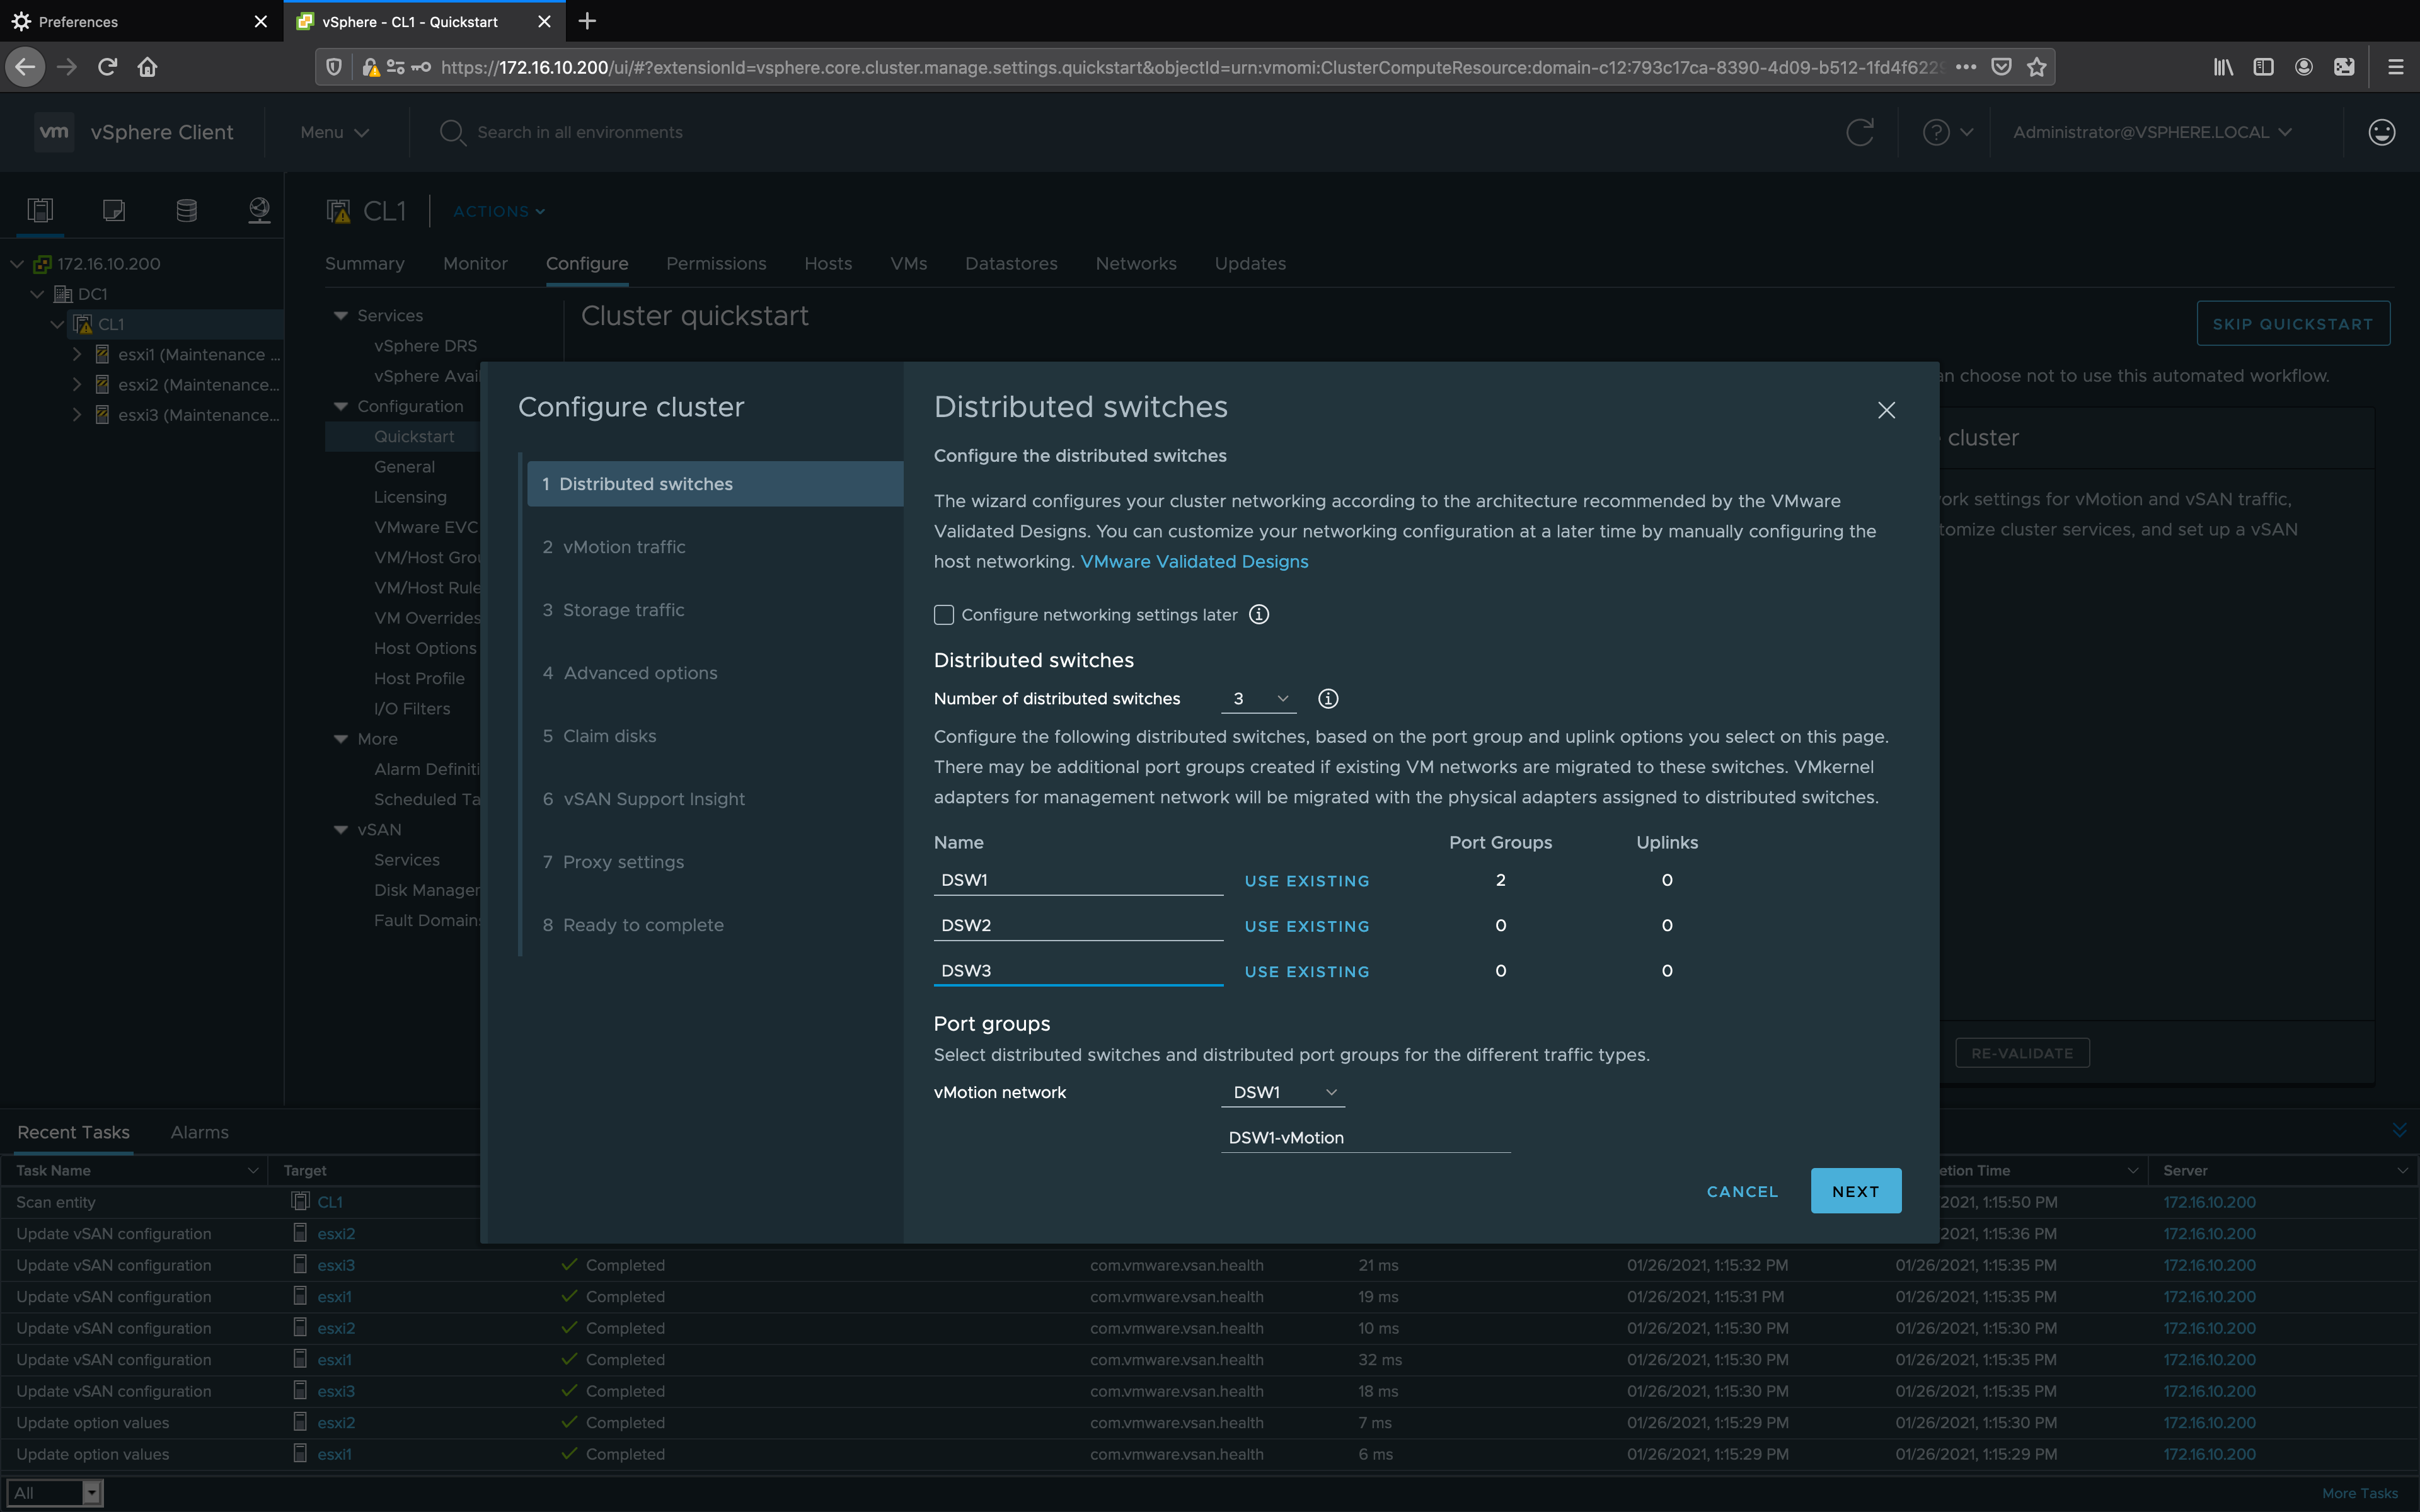 Preferences
vSphere - CL1 - Quickstart
https://172.16.10.200/ui/#?extensionId=vsphere.core.cluster.manage.settings.quickstart&objectId=urn:vmomi:ClusterComputeResource:domain-c12:793c17ca-8390-4d09-b512-1fd4f6229
vm vSphere Client
Menu
Search in all environments
Administrator@VSPHERE.LOCAL
172.16.10.200
DC1
CL1
esxi1 (Maintenance ...
esxi2 (Maintenance...
esxi3 (Maintenance...
CL1
ACTIONS
Summary Monitor Configure Permissions Hosts VMs Datastores Networks Updates
Services
vSphere DRS
vSphere Avai
Configuration
Quickstart
General
Licensing
VMware EVC
VM/Host Grou
VM/Host Rule
VM Overrides
Host Options
Host Profile
I/O Filters
More
Alarm Definiti
Scheduled Ta
vSAN
Services
Disk Manager
Fault Domains
Cluster quickstart
SKIP QUICKSTART
an choose not to use this automated workflow.
cluster
ork settings for vMotion and vSAN traffic,
tomize cluster services, and set up a vSAN
RE-VALIDATE
Configure cluster
1 Distributed switches
2 vMotion traffic
3 Storage traffic
4 Advanced options
5 Claim disks
6 vSAN Support Insight
7 Proxy settings
8 Ready to complete
Distributed switches
Configure the distributed switches
The wizard configures your cluster networking according to the architecture recommended by the VMware
Validated Designs. You can customize your networking configuration at a later time by manually configuring the
host networking. VMware Validated Designs
Configure networking settings later
Distributed switches
Number of distributed switches 3
Configure the following distributed switches, based on the port group and uplink options you select on this page.
There may be additional port groups created if existing VM networks are migrated to these switches. VMkernel
adapters for management network will be migrated with the physical adapters assigned to distributed switches.
Name Port Groups Uplinks
DSW1 USE EXISTING 2 0
DSW2 USE EXISTING 0 0
DSW3 USE EXISTING 0 0
Port groups
Select distributed switches and distributed port groups for the different traffic types.
vMotion network DSW1
DSW1-vMotion
CANCEL NEXT
Recent Tasks Alarms
Task Name Target etion Time Server
Scan entity CL1 2021, 1:15:50 PM 172.16.10.200
Update vSAN configuration esxi2 2021, 1:15:36 PM 172.16.10.200
Update vSAN configuration esxi3 Completed com.vmware.vsan.health 21 ms 01/26/2021, 1:15:32 PM 01/26/2021, 1:15:35 PM 172.16.10.200
Update vSAN configuration esxi1 Completed com.vmware.vsan.health 19 ms 01/26/2021, 1:15:31 PM 01/26/2021, 1:15:35 PM 172.16.10.200
Update vSAN configuration esxi2 Completed com.vmware.vsan.health 10 ms 01/26/2021, 1:15:30 PM 01/26/2021, 1:15:35 PM 172.16.10.200
Update vSAN configuration esxi1 Completed com.vmware.vsan.health 32 ms 01/26/2021, 1:15:30 PM 01/26/2021, 1:15:35 PM 172.16.10.200
Update vSAN configuration esxi3 Completed com.vmware.vsan.health 18 ms 01/26/2021, 1:15:30 PM 01/26/2021, 1:15:35 PM 172.16.10.200
Update option values esxi2 Completed com.vmware.vsan.health 7 ms 01/26/2021, 1:15:29 PM 01/26/2021, 1:15:30 PM 172.16.10.200
Update option values esxi1 Completed com.vmware.vsan.health 6 ms 01/26/2021, 1:15:29 PM 01/26/2021, 1:15:29 PM 172.16.10.200
All
More Tasks